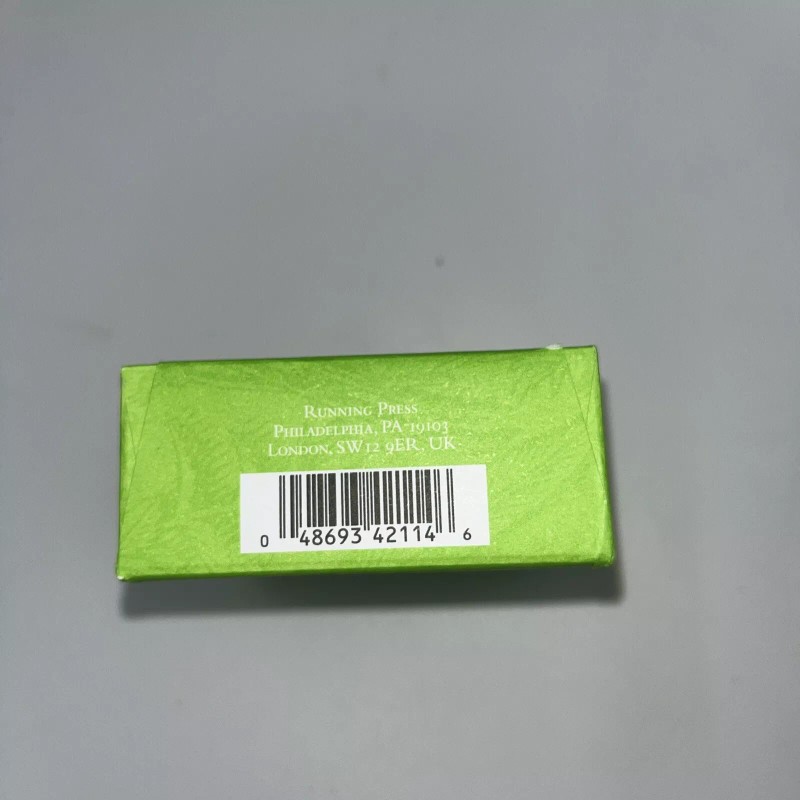 Running Press
Philadelphia, PA 19103
London, SW12 9ER, UK
0 48693 42114 6